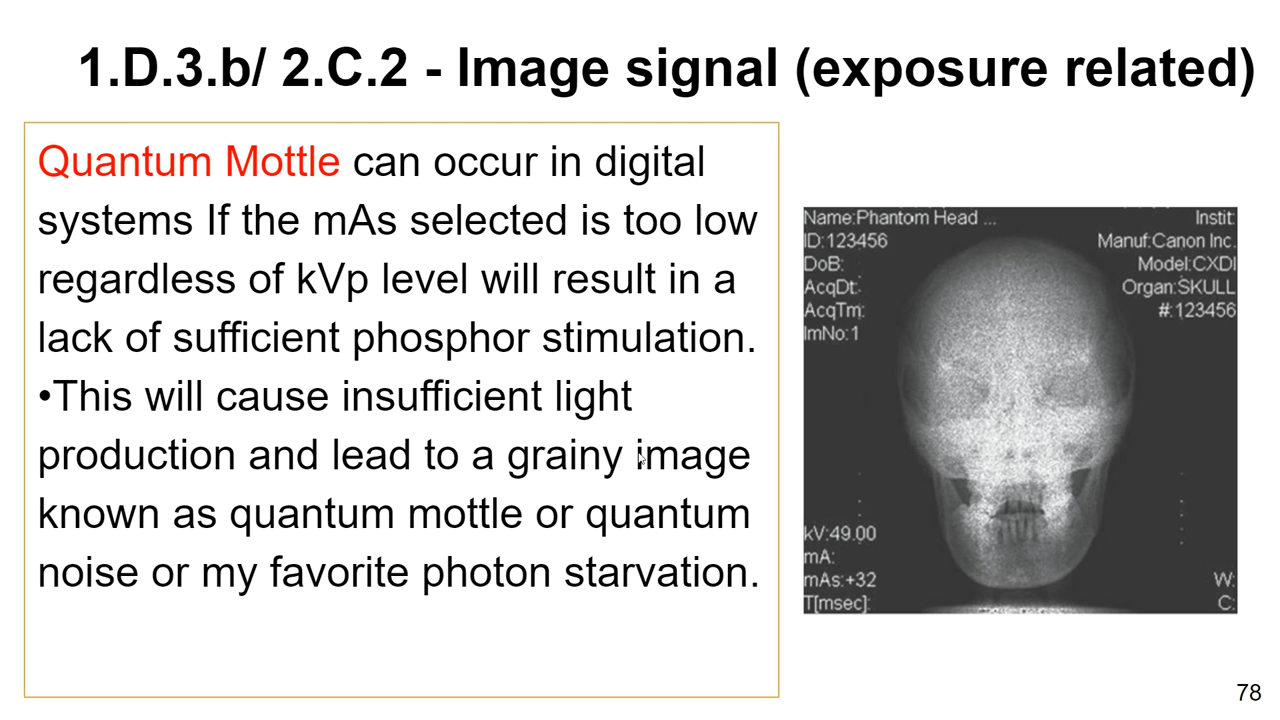 1.D.3.b/ 2.C.2 - Image signal (exposure related)
Quantum Mottle can occur in digital
systems If the mAs selected is too low
regardless of kVp level will result in a
lack of sufficient phosphor stimulation.
•This will cause insufficient light
production and lead to a grainy image
known as quantum mottle or quantum
noise or my favorite photon starvation.
Name:Phantom Head ...
ID:123456
DoB:
AcqDt:
AcqTm:
ImNo:1
Instit:
Manuf:Canon Inc.
Model:CXDI
Organ:SKULL
#:123456
kV:49.00
mA:
mAs:+32
T[msec]:
W:
C:
78